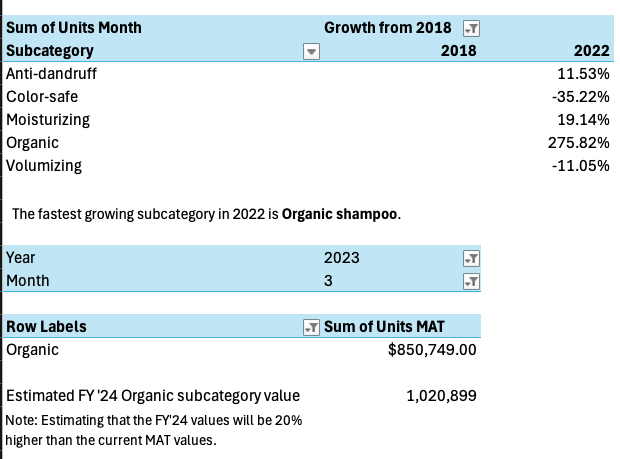 Sum of Units Month Growth from 2018
Subcategory 2018 2022
Anti-dandruff 11.53%
Color-safe -35.22%
Moisturizing 19.14%
Organic 275.82%
Volumizing -11.05%
The fastest growing subcategory in 2022 is Organic shampoo.
Year 2023
Month 3
Row Labels Sum of Units MAT
Organic $850,749.00
Estimated FY '24 Organic subcategory value 1,020,899
Note: Estimating that the FY'24 values will be 20%
higher than the current MAT values.